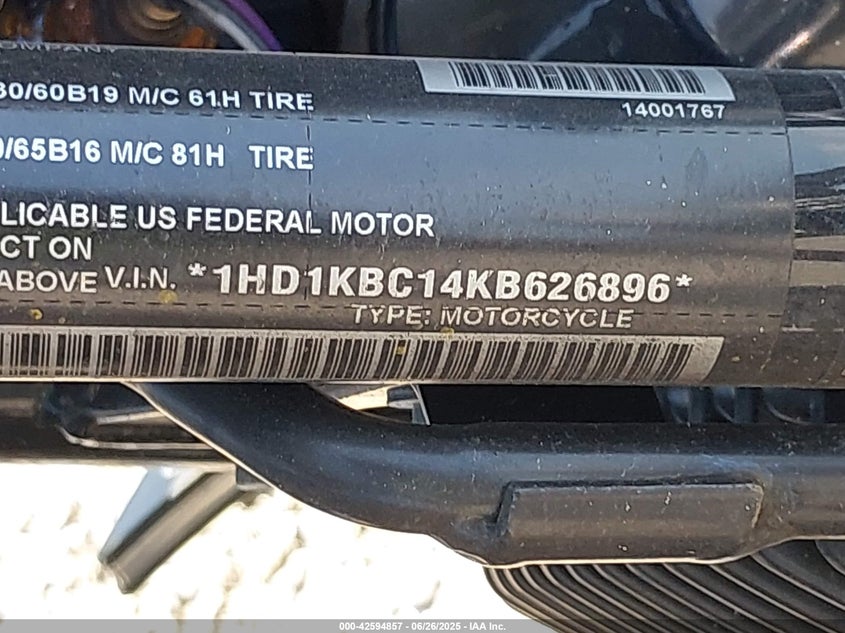 COMPANY
30/60B19 M/C 61H TIRE
14001767
/65B16 M/C 81H TIRE
LICABLE US FEDERAL MOTOR
CT ON
ABOVE V.I.N. *1HD1KBC14KB626896*
TYPE: MOTORCYCLE
000-42594857 - 06/26/2025 - IAA Inc.